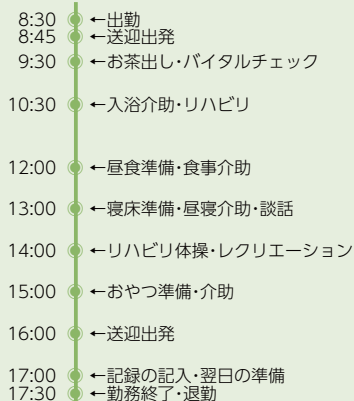 8:30 ←出勤
8:45 ←送迎出発
9:30 ←お茶出し・バイタルチェック
10:30 ←入浴介助・リハビリ
12:00 ←昼食準備・食事介助
13:00 ←寝床準備・昼寝介助・談話
14:00 ←リハビリ体操・レクリエーション
15:00 ←おやつ準備・介助
16:00 ←送迎出発
17:00 ←記録の記入・翌日の準備
17:30 ←勤務終了・退勤